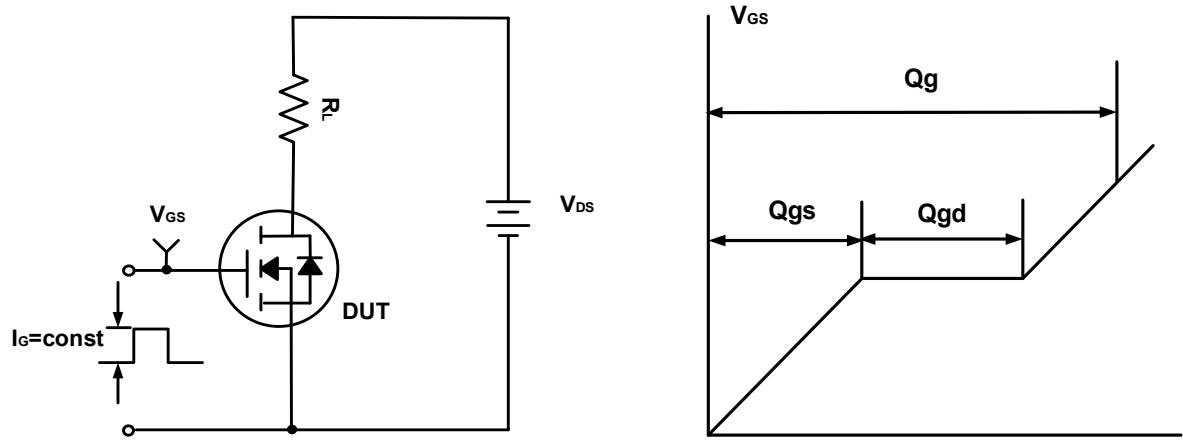 RL
VGS
VDS
DUT
IG=const
VGS
Qg
Qgs
Qgd